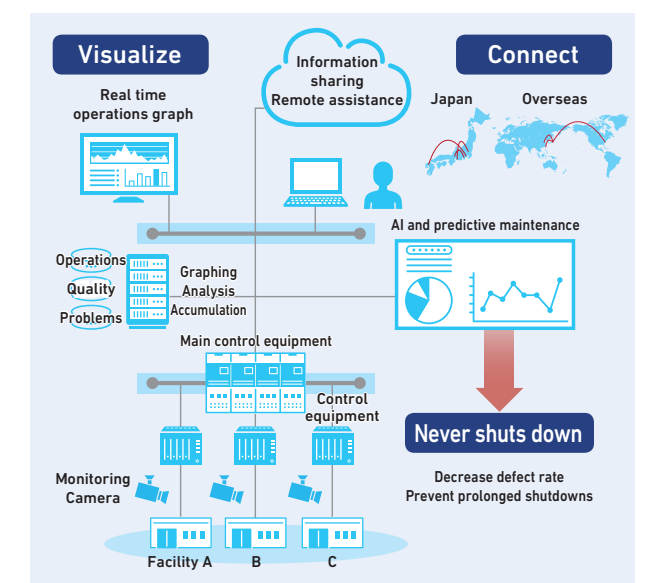 Visualize
Information
sharing
Remote assistance
Connect
Real time
operations graph
Japan
Overseas
AI and predictive maintenance
Operations
Quality
Problems
Graphing
Analysis
Accumulation
Main control equipment
Control
equipment
Never shuts down
Decrease defect rate
Prevent prolonged shutdowns
Monitoring
Camera
Facility A
B
C